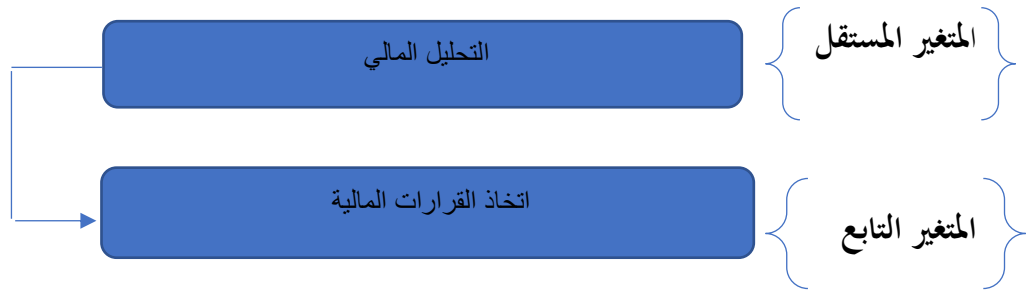 المتغير المستقل
التحليل المالي
المتغير التابع
اتخاذ القرارات المالية